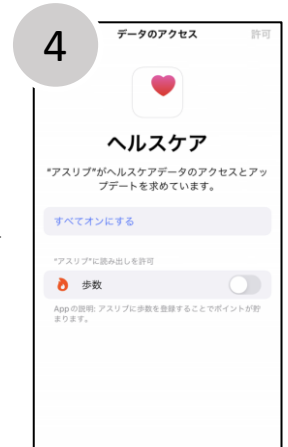 4
データのアクセス
許可
ヘルスケア
"アスリブ"がヘルスケアデータのアクセスとアッ
プデートを求めています。
すべてオンにする
"アスリブ"に読み出しを許可
歩数
Appの説明: アスリブに歩数を登録することでポイントが貯
まります。